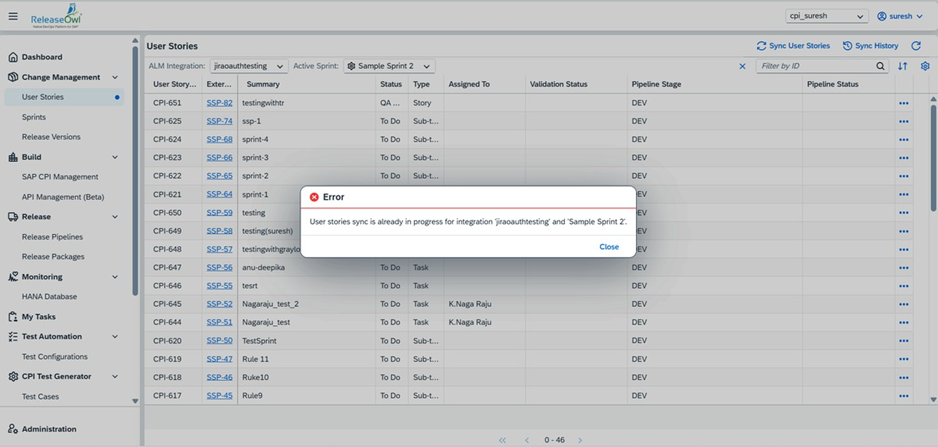 ReleaseOwl
cpi_suresh
suresh
Dashboard
Change Management
User Stories
Sprints
Release Versions
Build
SAP CPI Management
API Management (Beta)
Release
Release Pipelines
Release Packages
Monitoring
HANA Database
My Tasks
Test Automation
Test Configurations
CPI Test Generator
Test Cases
Administration
User Stories
Sync User Stories
Sync History
ALM Integration: jiraoauthtesting Active Sprint: Sample Sprint 2
Filter by ID
User Story... Exter... Summary Status Type Assigned To Validation Status Pipeline Stage Pipeline Status
CPI-651 SSP-82 testingwithtr QA ... Story DEV
CPI-625 SSP-74 ssp-1 To Do Sub-t... DEV
CPI-624 SSP-68 sprint-4 To Do Sub-t... DEV
CPI-623 SSP-66 sprint-3 To Do Sub-t... DEV
CPI-622 SSP-65 sprint-2 To Do Sub-t... DEV
CPI-621 SSP-64 sprint-1 DEV
CPI-650 SSP-59 testing DEV
CPI-649 SSP-58 testing(suresh) DEV
CPI-648 SSP-57 testingwithgraylo DEV
CPI-647 SSP-56 anu-deepika To Do Task DEV
CPI-646 SSP-55 tesrt To Do Task DEV
CPI-645 SSP-52 Nagaraju_test_2 To Do Task K.Naga Raju DEV
CPI-644 SSP-51 Nagaraju_test To Do Task K.Naga Raju DEV
CPI-620 SSP-50 TestSprint To Do Sub-t... DEV
CPI-619 SSP-47 Rule 11 To Do Sub-t... DEV
CPI-618 SSP-46 Ruke10 To Do Sub-t... DEV
CPI-617 SSP-45 Rule9 To Do Sub-t... DEV
0 - 46
Error
User stories sync is already in progress for integration 'jiraoauthtesting' and 'Sample Sprint 2'.
Close